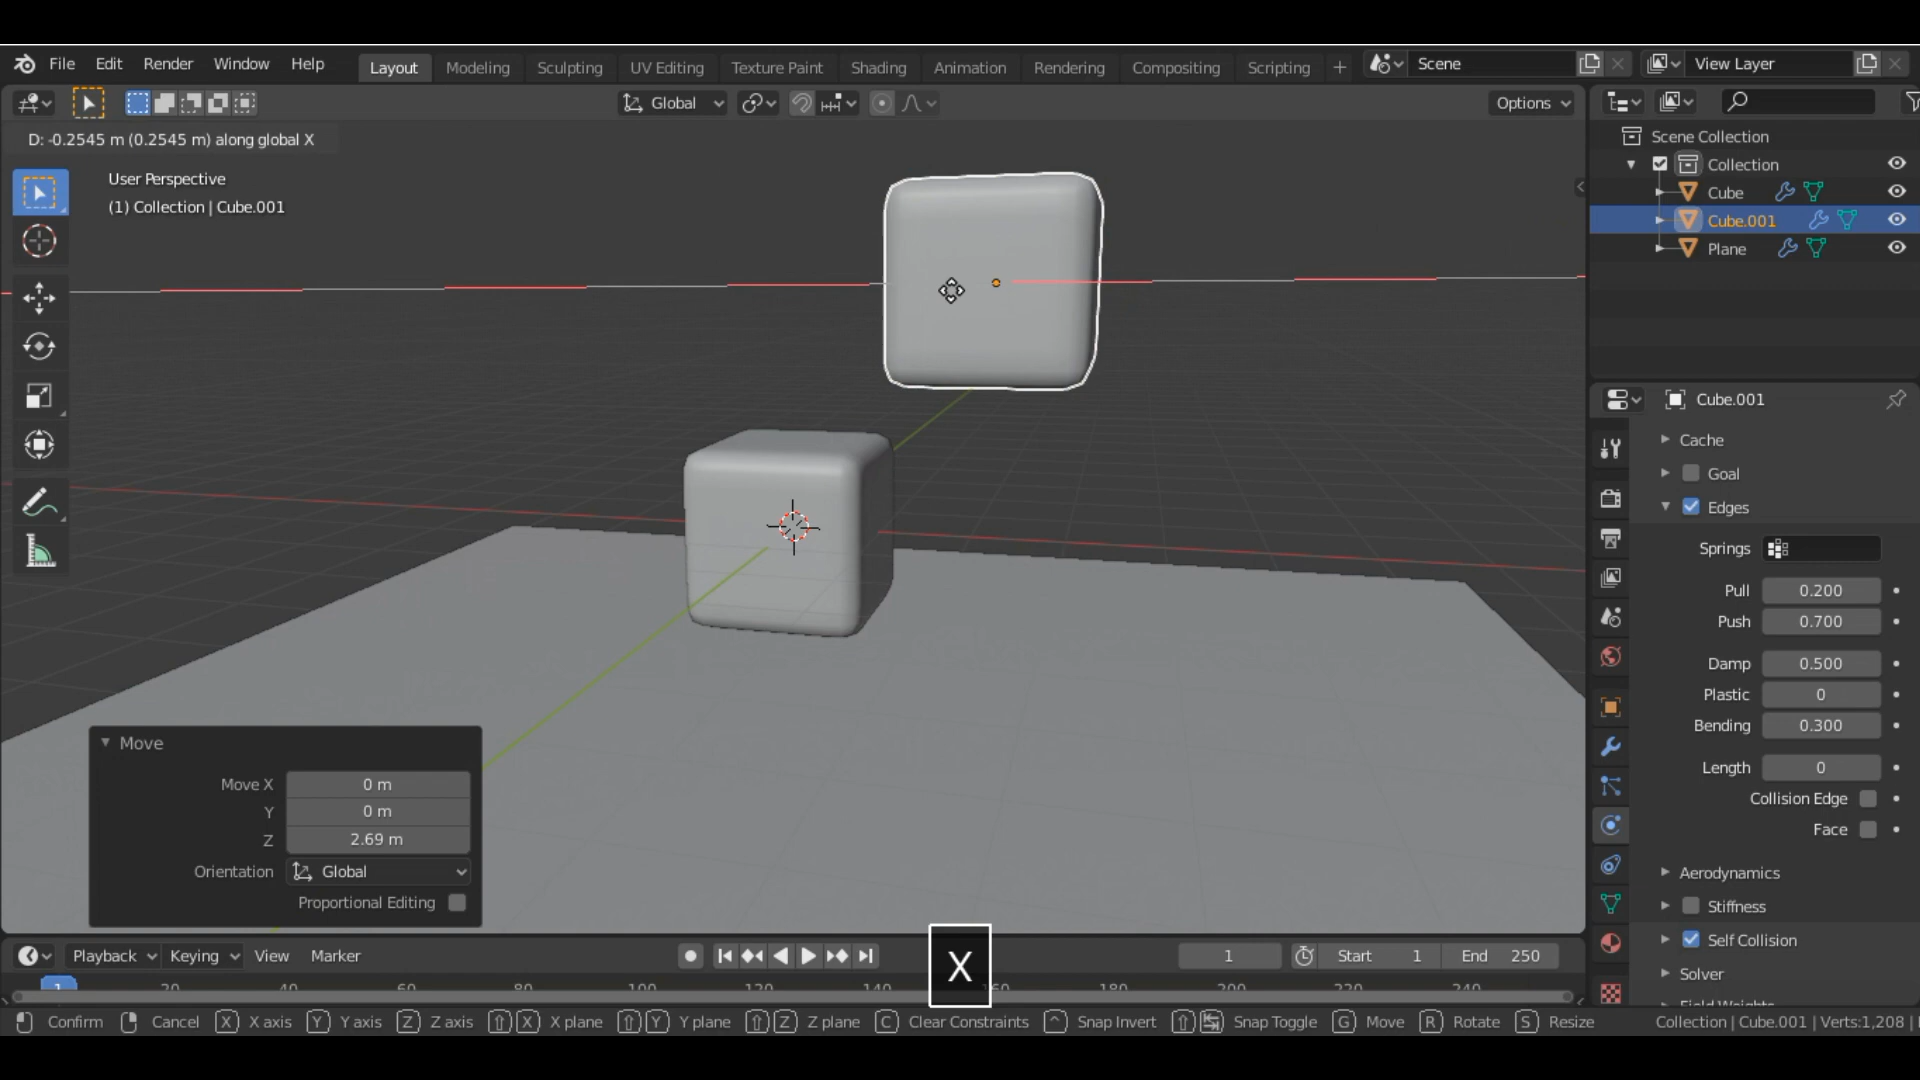 File Edit Render Window Help Layout Modeling Sculpting UV Editing Texture Paint Shading Animation Rendering Compositing Scripting + Scene View Layer
Global Options
D: -0.2545 m (0.2545 m) along global X
User Perspective
(1) Collection | Cube.001
Scene Collection
Collection
Cube
Cube.001
Plane
Cube.001
Cache
Goal
Edges
Springs
Pull 0.200
Push 0.700
Damp 0.500
Plastic 0
Bending 0.300
Length 0
Collision Edge
Face
Aerodynamics
Stiffness
Self Collision
Solver
Field Weights
Move
Move X 0 m
Y 0 m
Z 2.69 m
Orientation Global
Proportional Editing
Playback Keying View Marker X 1 Start 1 End 250
1 20 40 60 80 100 120 140 160 180 200 220 240
Confirm Cancel X X axis Y Y axis Z Z axis X X plane Y Y plane Z Z plane C Clear Constraints Snap Invert Snap Toggle G Move R Rotate S Resize Collection | Cube.001 | Verts:1,208 |